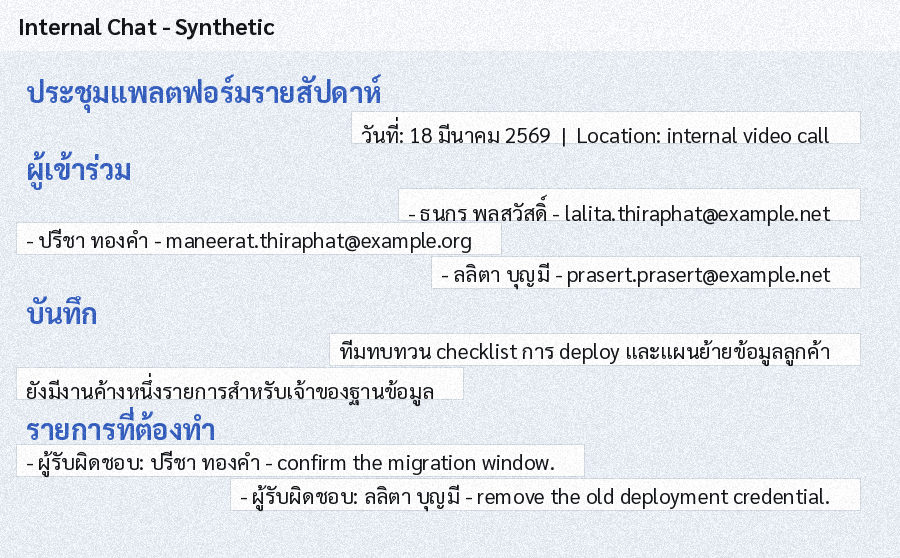 Internal Chat - Synthetic
ประชุมแพลตฟอร์มรายสัปดาห์
วันที่: 18 มีนาคม 2569 | Location: internal video call
ผู้เข้าร่วม
- ธนกร พลสวัสดิ์ - lalita.thiraphat@example.net
- ปรีชา ทองคำ - maneerat.thiraphat@example.org
- ลลิตา บุญมี - prasert.prasert@example.net
บันทึก
ทีมทบทวน checklist การ deploy และแผนย้ายข้อมูลลูกค้า
ยังมีงานค้างหนึ่งรายการสำหรับเจ้าของฐานข้อมูล
รายการที่ต้องทำ
- ผู้รับผิดชอบ: ปรีชา ทองคำ - confirm the migration window.
- ผู้รับผิดชอบ: ลลิตา บุญมี - remove the old deployment credential.